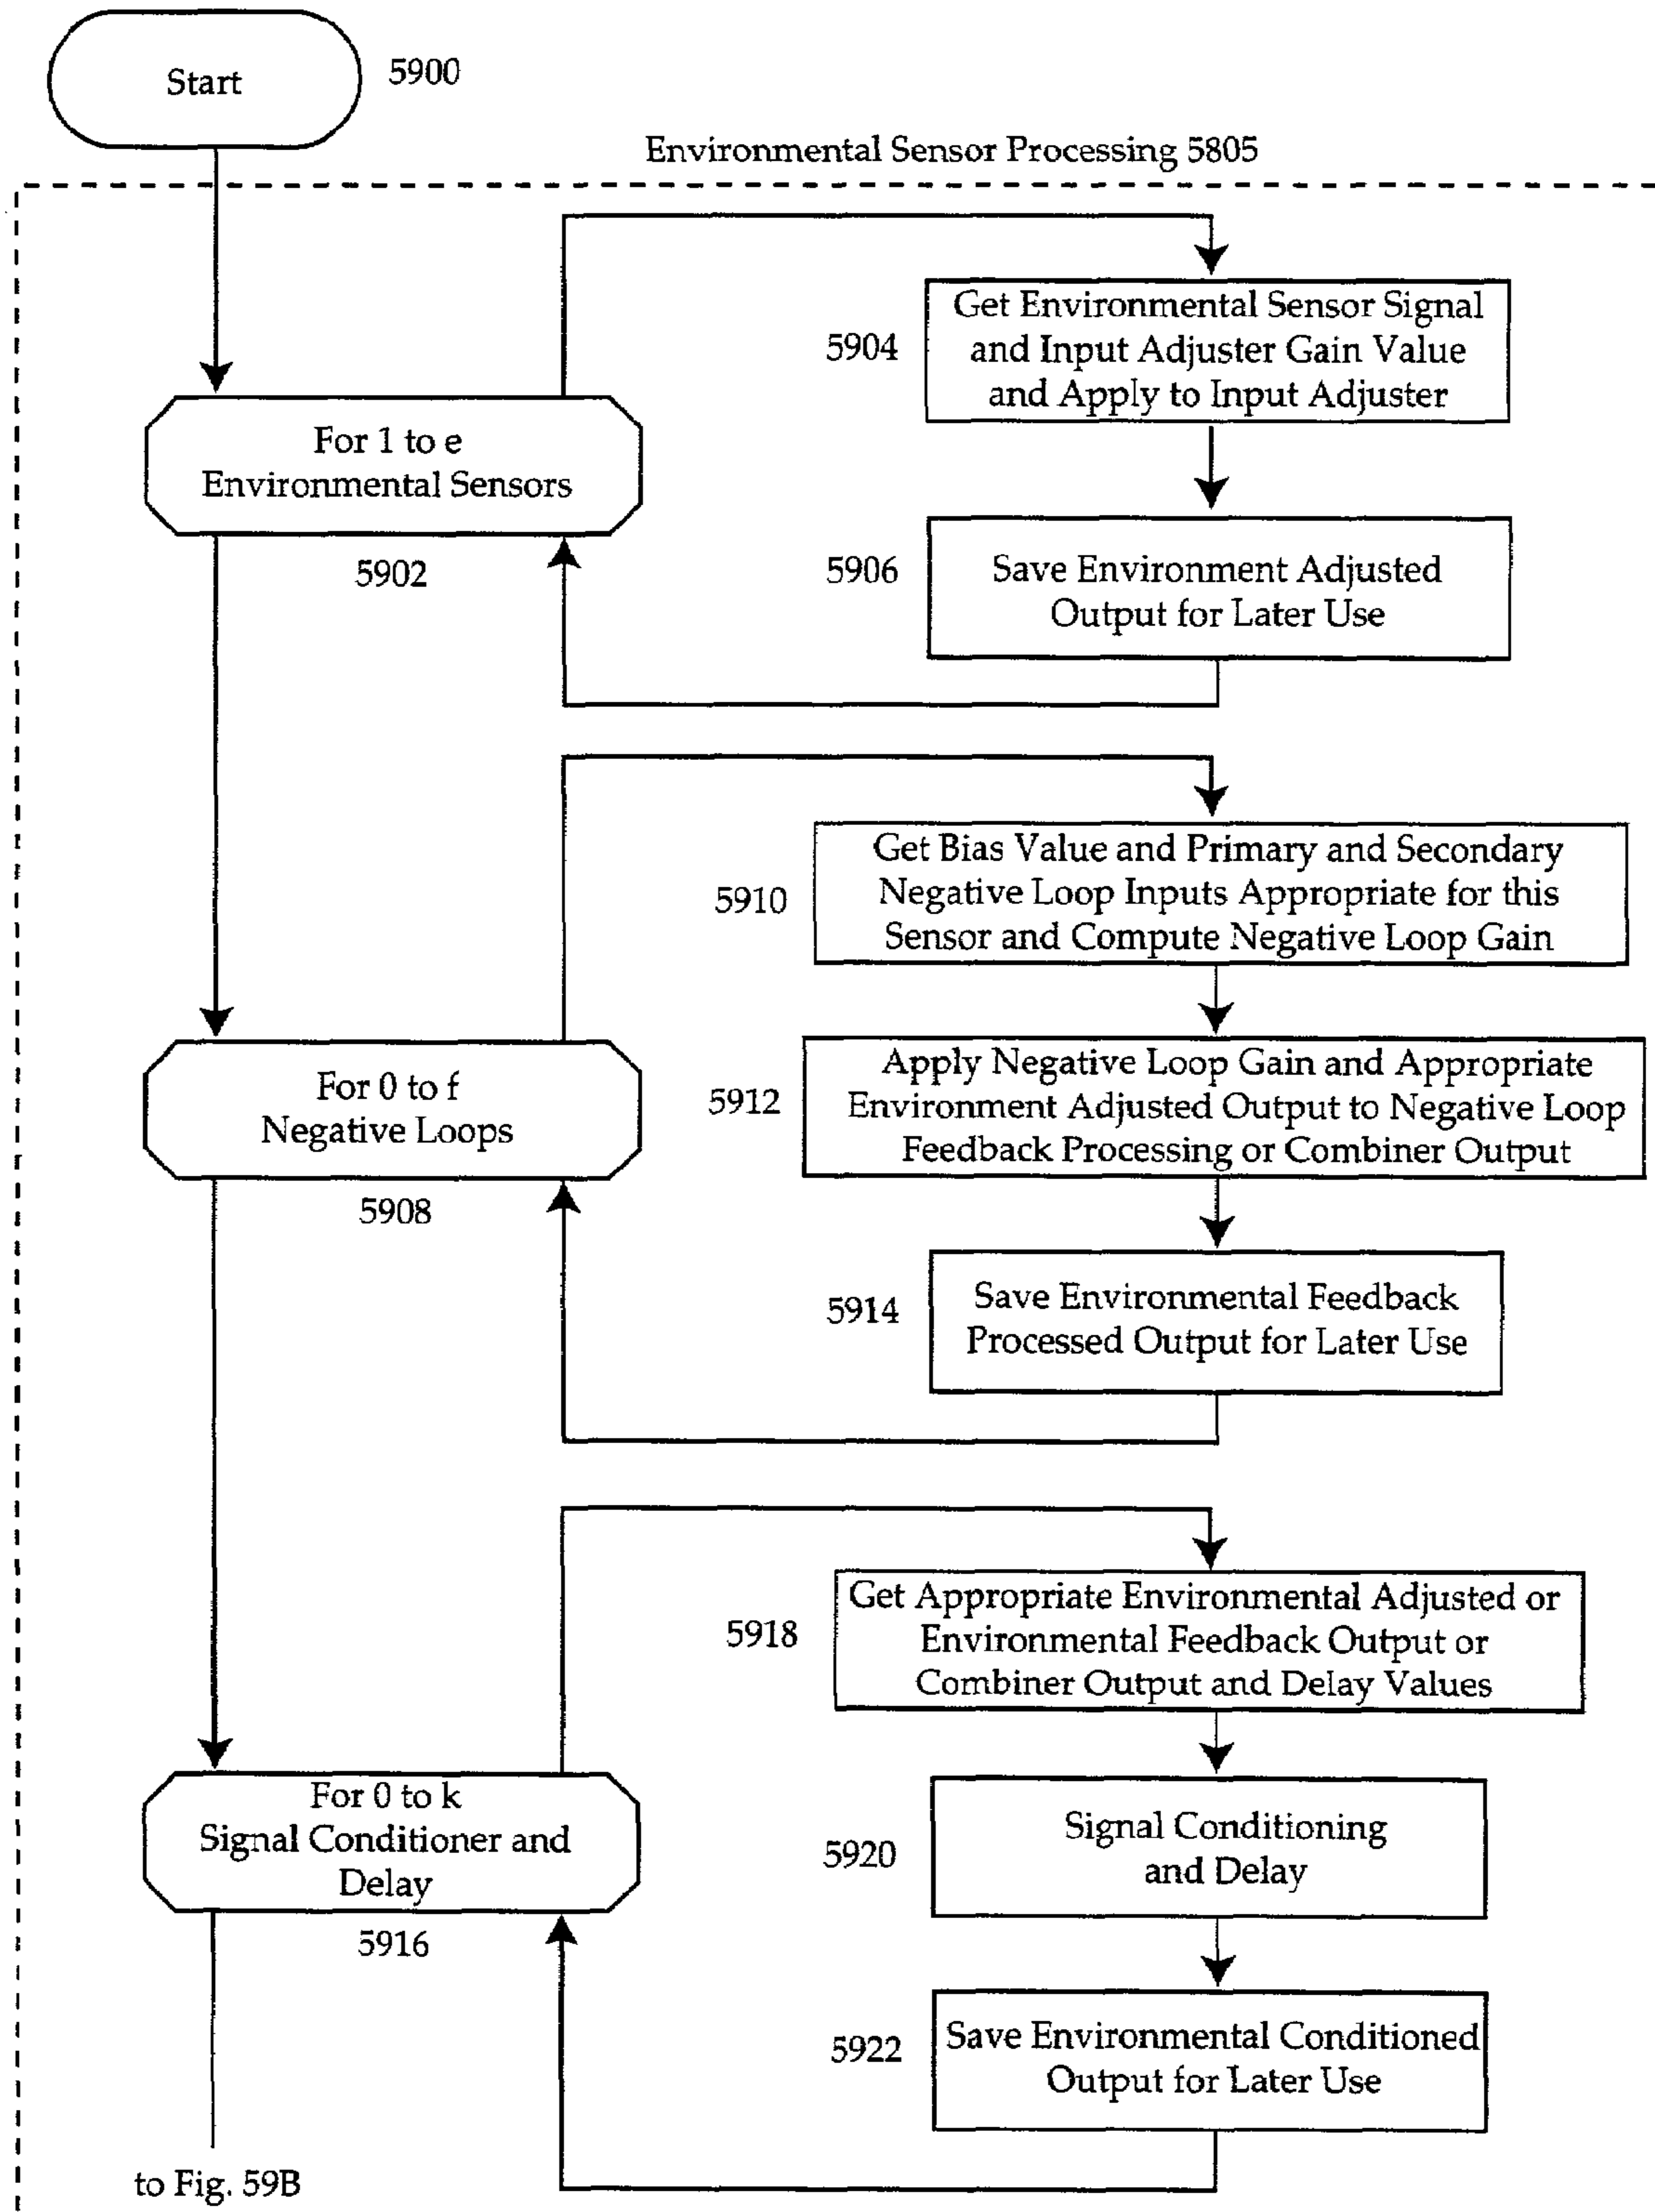 Start
5900
Environmental Sensor Processing 5805
5904
Get Environmental Sensor Signal
and Input Adjuster Gain Value
and Apply to Input Adjuster
For 1 to e
Environmental Sensors
5902
5906
Save Environment Adjusted
Output for Later Use
5910
Get Bias Value and Primary and Secondary
Negative Loop Inputs Appropriate for this
Sensor and Compute Negative Loop Gain
For 0 to f
Negative Loops
5908
5912
Apply Negative Loop Gain and Appropriate
Environment Adjusted Output to Negative Loop
Feedback Processing or Combiner Output
5914
Save Environmental Feedback
Processed Output for Later Use
5918
Get Appropriate Environmental Adjusted or
Environmental Feedback Output or
Combiner Output and Delay Values
For 0 to k
Signal Conditioner and
Delay
5916
5920
Signal Conditioning
and Delay
5922
Save Environmental Conditioned
Output for Later Use
to Fig. 59B